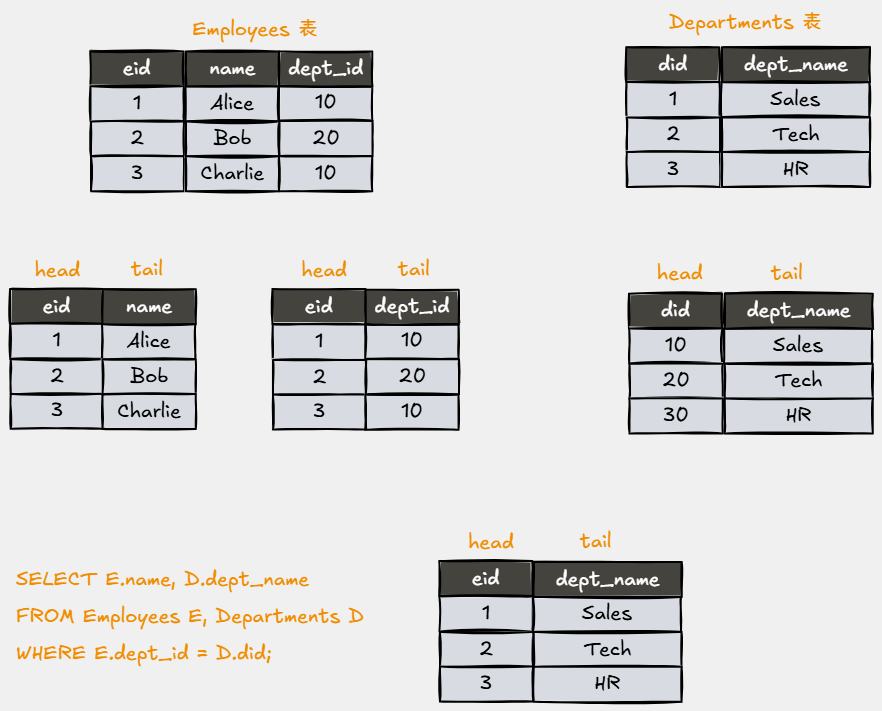 Employees 表
eid name dept_id
1 Alice 10
2 Bob 20
3 Charlie 10
Departments 表
did dept_name
1 Sales
2 Tech
3 HR
head tail
eid name
1 Alice
2 Bob
3 Charlie
head tail
eid dept_id
1 10
2 20
3 10
head tail
did dept_name
10 Sales
20 Tech
30 HR
SELECT E.name, D.dept_name
FROM Employees E, Departments D
WHERE E.dept_id = D.did;
head tail
eid dept_name
1 Sales
2 Tech
3 HR